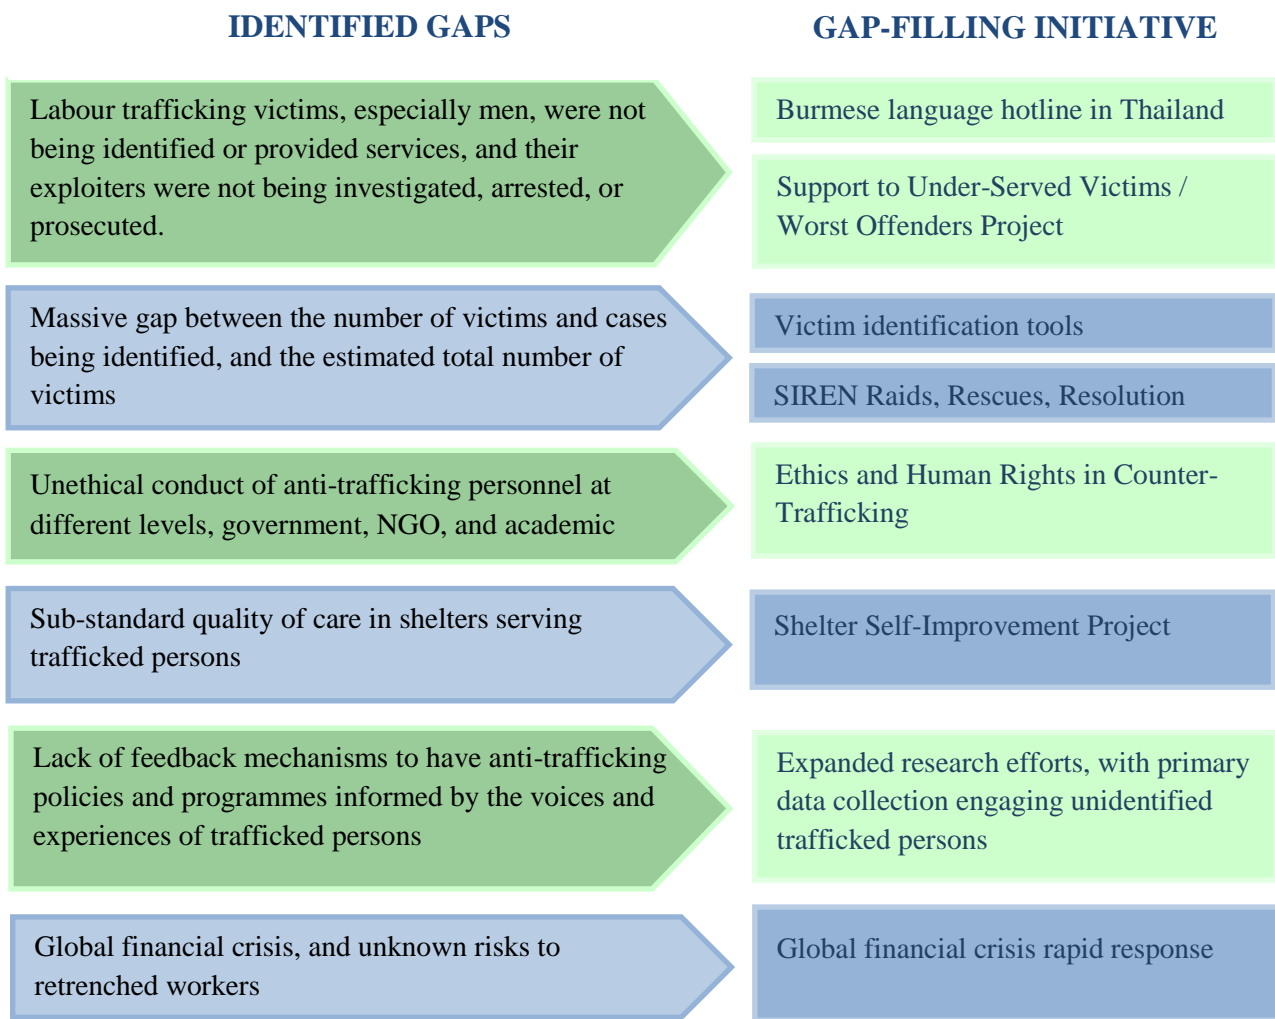 IDENTIFIED GAPS
GAP-FILLING INITIATIVE
Labour trafficking victims, especially men, were not
being identified or provided services, and their
exploiters were not being investigated, arrested, or
prosecuted.
Burmese language hotline in Thailand
Support to Under-Served Victims /
Worst Offenders Project
Massive gap between the number of victims and cases
being identified, and the estimated total number of
victims
Victim identification tools
SIREN Raids, Rescues, Resolution
Unethical conduct of anti-trafficking personnel at
different levels, government, NGO, and academic
Ethics and Human Rights in Counter-
Trafficking
Sub-standard quality of care in shelters serving
trafficked persons
Shelter Self-Improvement Project
Lack of feedback mechanisms to have anti-trafficking
policies and programmes informed by the voices and
experiences of trafficked persons
Expanded research efforts, with primary
data collection engaging unidentified
trafficked persons
Global financial crisis, and unknown risks to
retrenched workers
Global financial crisis rapid response